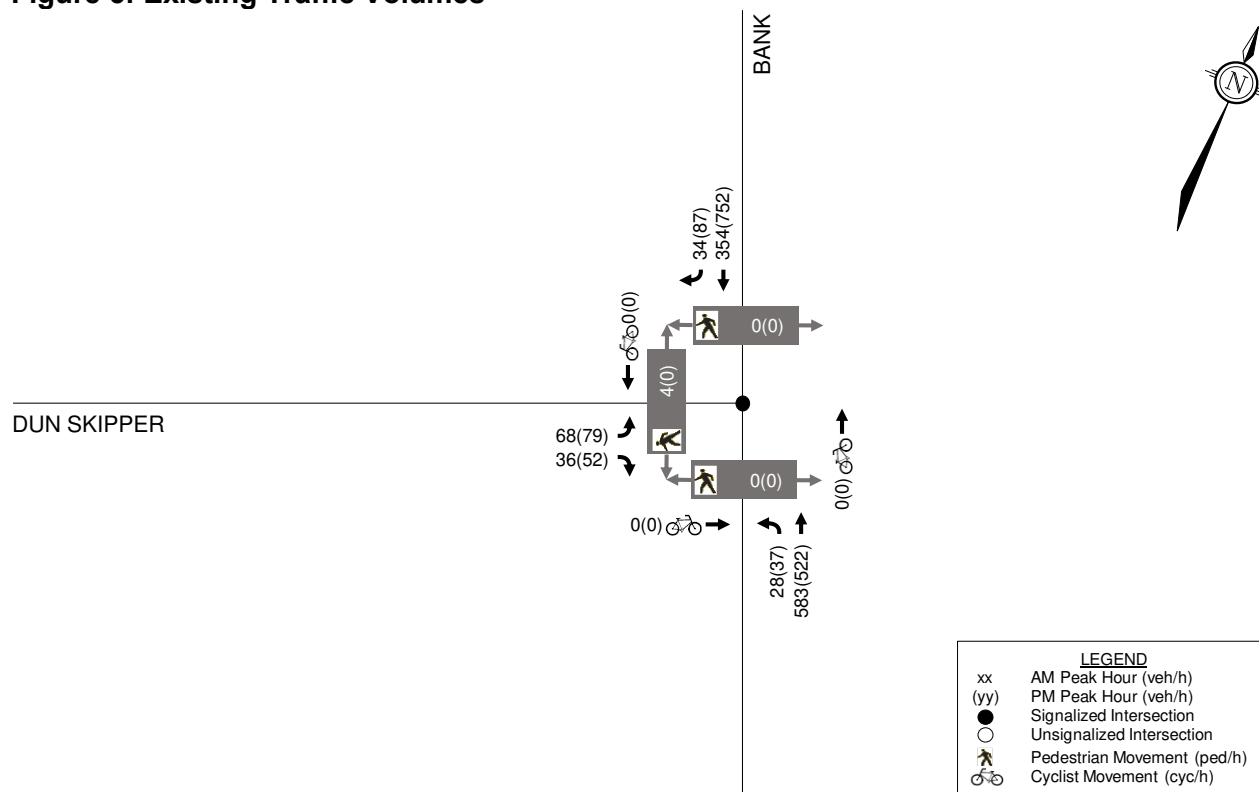 Figure 3: Existing Traffic Volumes
BANK
N
34(87)
354(752)
0(0)
0(0)
4(0)
DUN SKIPPER
68(79)
36(52)
0(0)
0(0)
0(0)
28(37)
583(522)
LEGEND
xx AM Peak Hour (veh/h)
(yy) PM Peak Hour (veh/h)
Signalized Intersection
Unsignalized Intersection
Pedestrian Movement (ped/h)
Cyclist Movement (cyc/h)